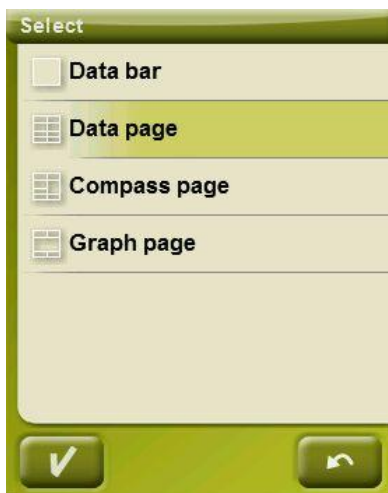 Select
Data bar
Data page
Compass page
Graph page